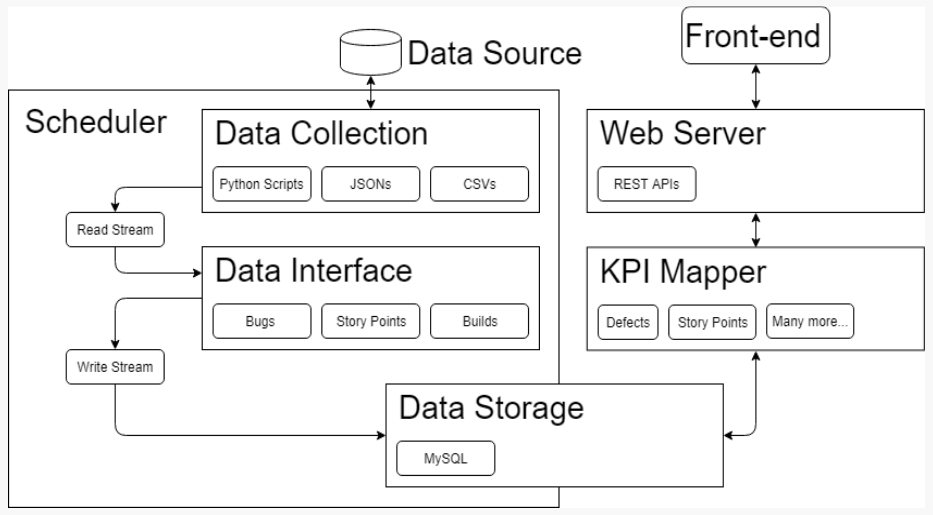 Data Source
Front-end
Scheduler
Data Collection
Python Scripts
JSONs
CSVs
Read Stream
Data Interface
Bugs
Story Points
Builds
Write Stream
Data Storage
MySQL
Web Server
REST APIs
KPI Mapper
Defects
Story Points
Many more...